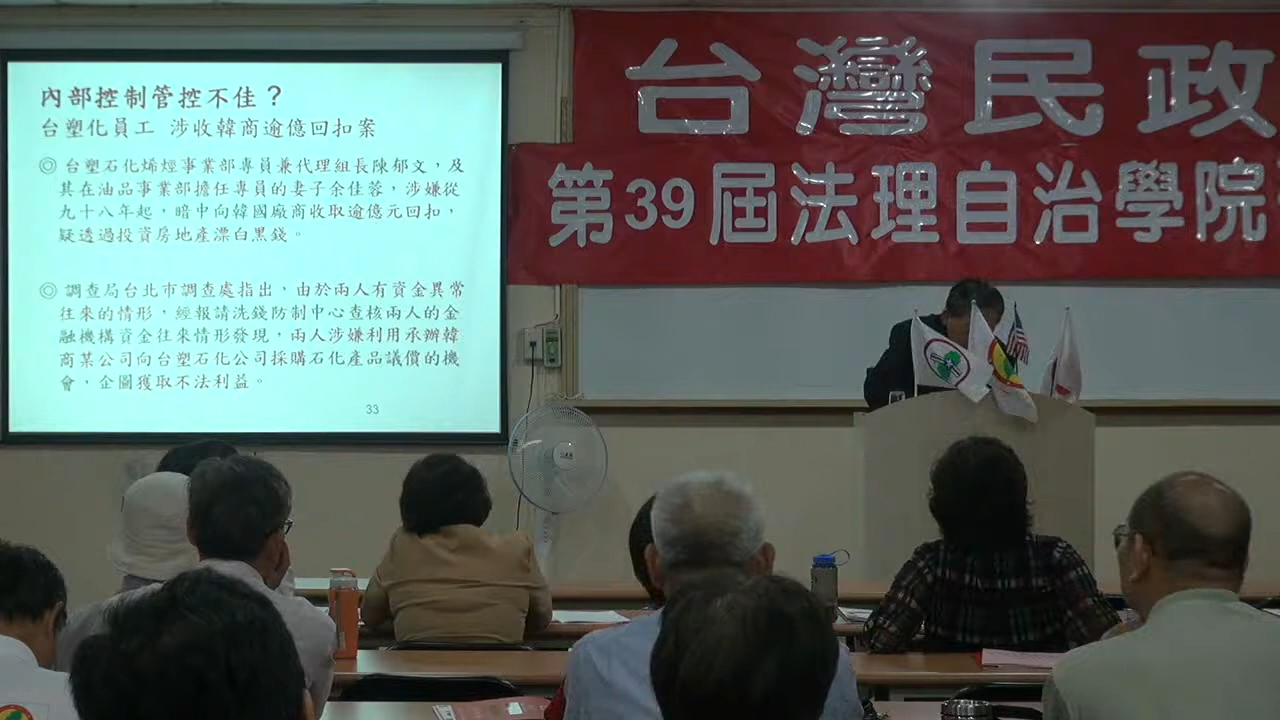 內部控制管控不佳？
台塑化員工 涉收韓商逾億回扣案
◎ 台塑石化烯烴事業部專員兼代理組長陳郁文，及
其在油品事業部擔任專員的妻子余佳蓉，涉嫌從
九十八年起，暗中向韓國廠商收取逾億元回扣，
疑透過投資房地產漂白黑錢。
◎ 調查局台北市調查處指出，由於兩人有資金異常
往來的情形，經報請洗錢防制中心查核兩人的金
融機構資金往來情形發現，兩人涉嫌利用承辦韓
商某公司向台塑石化公司採購石化產品議價的機
會，企圖獲取不法利益。
33
台灣民政
第39屆法理自治學院